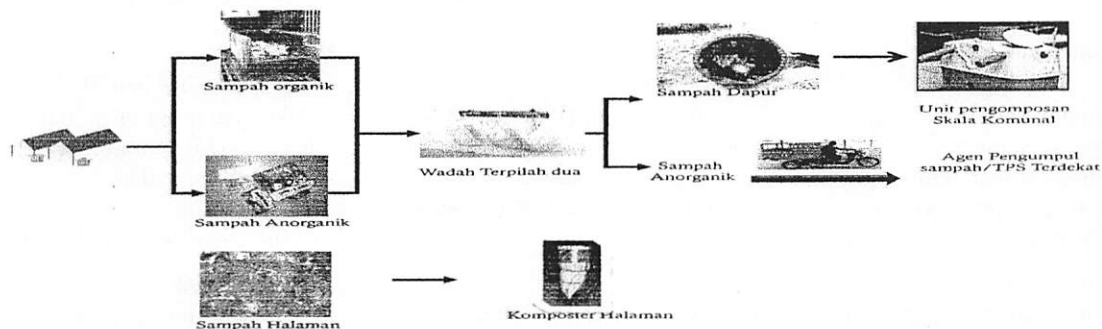 Sampah organik
Sampah Anorganik
Wadah Terpilah dua
Sampah Dapur
Unit pengomposan
Skala Komunal
Sampah
Anorganik
Agen Pengumpul
sampah/TPS Terdekat
Sampah Halaman
Komposter Halaman